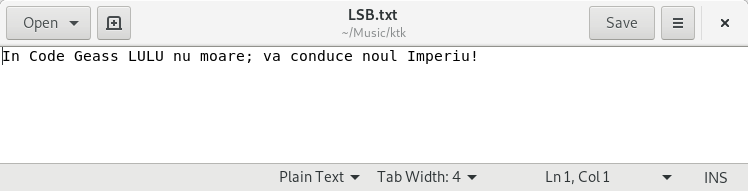 Open
LSB.txt
~/Music/ktk
Save
In Code Geass LULU nu moare; va conduce noul Imperiu!
Plain Text
Tab Width: 4
Ln 1, Col 1
INS